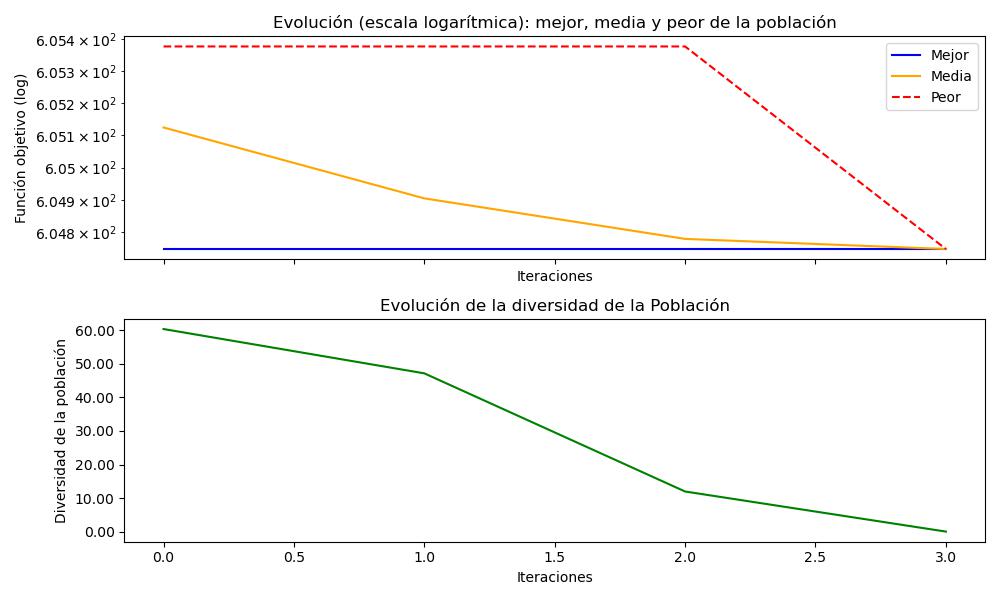 Evolución (escala logarítmica): mejor, media y peor de la población
6.054 × 10²
6.053 × 10²
6.052 × 10²
6.051 × 10²
6.05 × 10²
6.049 × 10²
6.048 × 10²
Función objetivo (log)
Mejor
Media
Peor
Iteraciones
Evolución de la diversidad de la Población
60.00
50.00
40.00
30.00
20.00
10.00
0.00
Diversidad de la población
0.0 0.5 1.0 1.5 2.0 2.5 3.0
Iteraciones